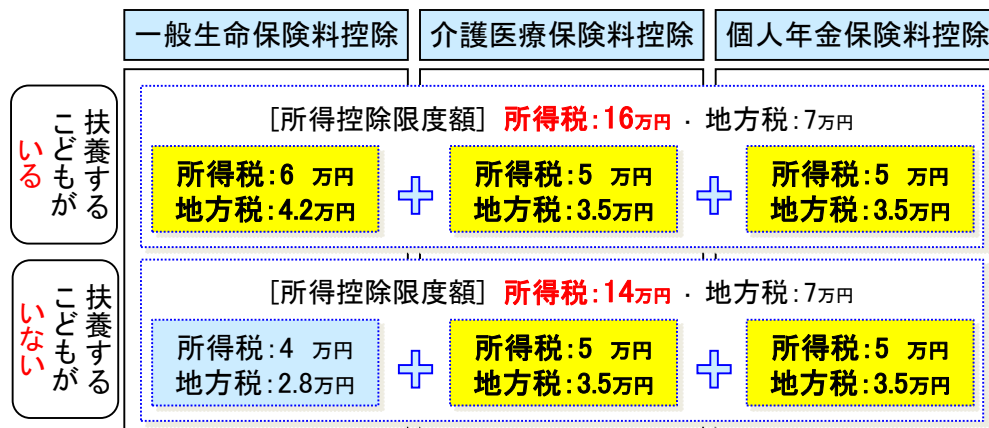 一般生命保険料控除
介護医療保険料控除
個人年金保険料控除
扶養する
こどもが
いる
[所得控除限度額] 所得税:16万円 ・ 地方税:7万円
所得税:6 万円
地方税:4.2万円
+
所得税:5 万円
地方税:3.5万円
+
所得税:5 万円
地方税:3.5万円
扶養する
こどもが
いない
[所得控除限度額] 所得税:14万円 ・ 地方税:7万円
所得税:4 万円
地方税:2.8万円
+
所得税:5 万円
地方税:3.5万円
+
所得税:5 万円
地方税:3.5万円